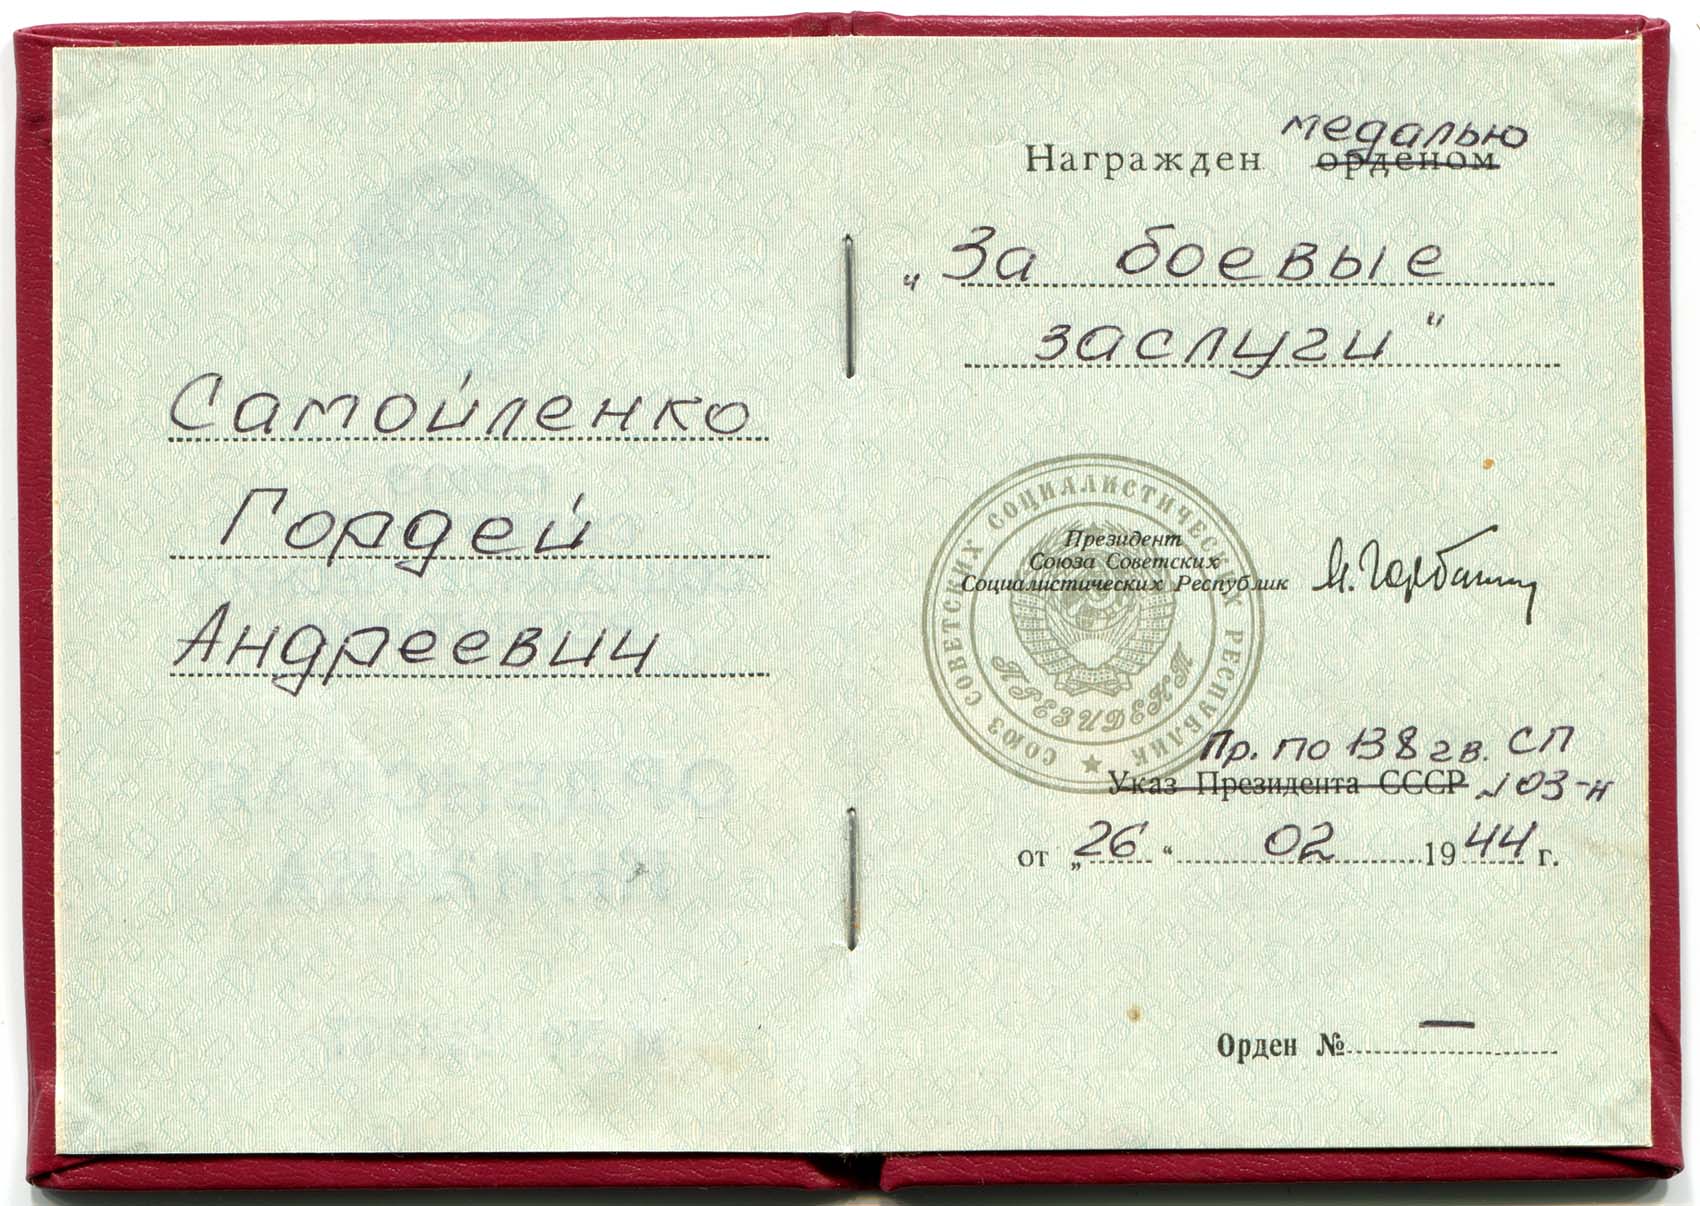 Самойленко
Гордей
Андреевич
медалью
Награжден орденом
„За боевые
заслуги“
СОЮЗ СОВЕТСКИХ СОЦИАЛИСТИЧЕСКИХ РЕСПУБЛИК
ПРЕЗИДЕНТ
Президент
Союза Советских
Социалистических Республик
М. Горбачев
Пр. по 138 гв. СП
Указ Президента СССР № 03-н
от „26“ 02 1944 г.
Орден № —